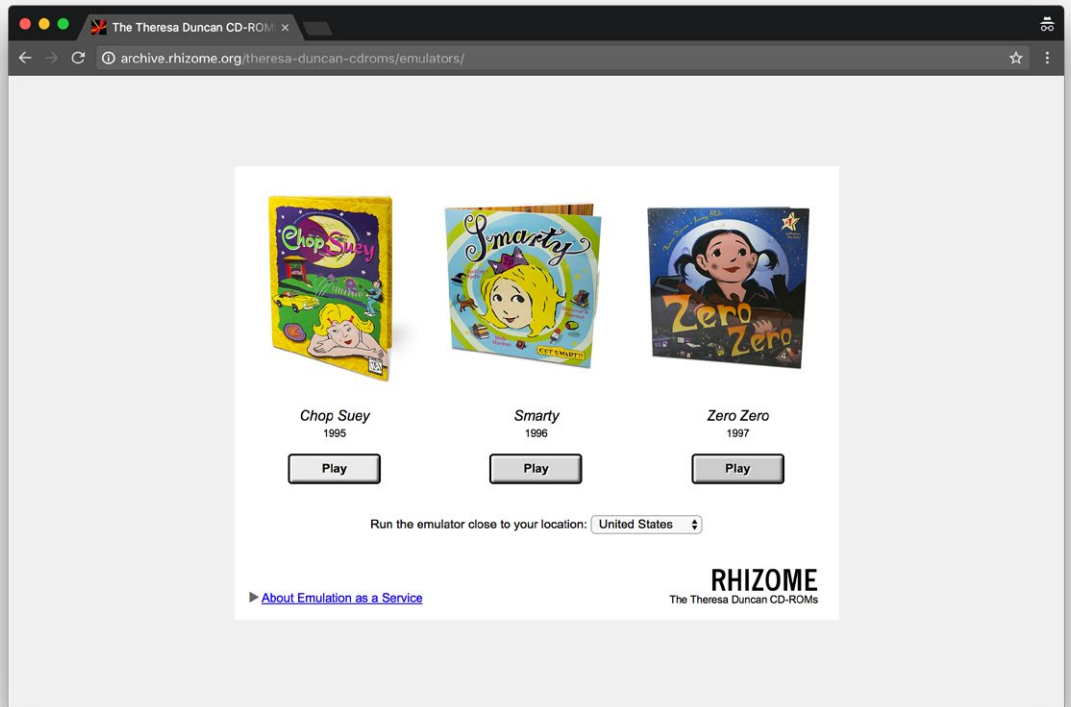 The Theresa Duncan CD-ROM
archive.rhizome.org/theresa-duncan-cdroms/emulators/
Chop Suey
Smarty
GET SMART!!
Zero
Zero
Chop Suey
1995
Play
Smarty
1996
Play
Zero Zero
1997
Play
Run the emulator close to your location: United States
About Emulation as a Service
RHIZOME
The Theresa Duncan CD-ROMs